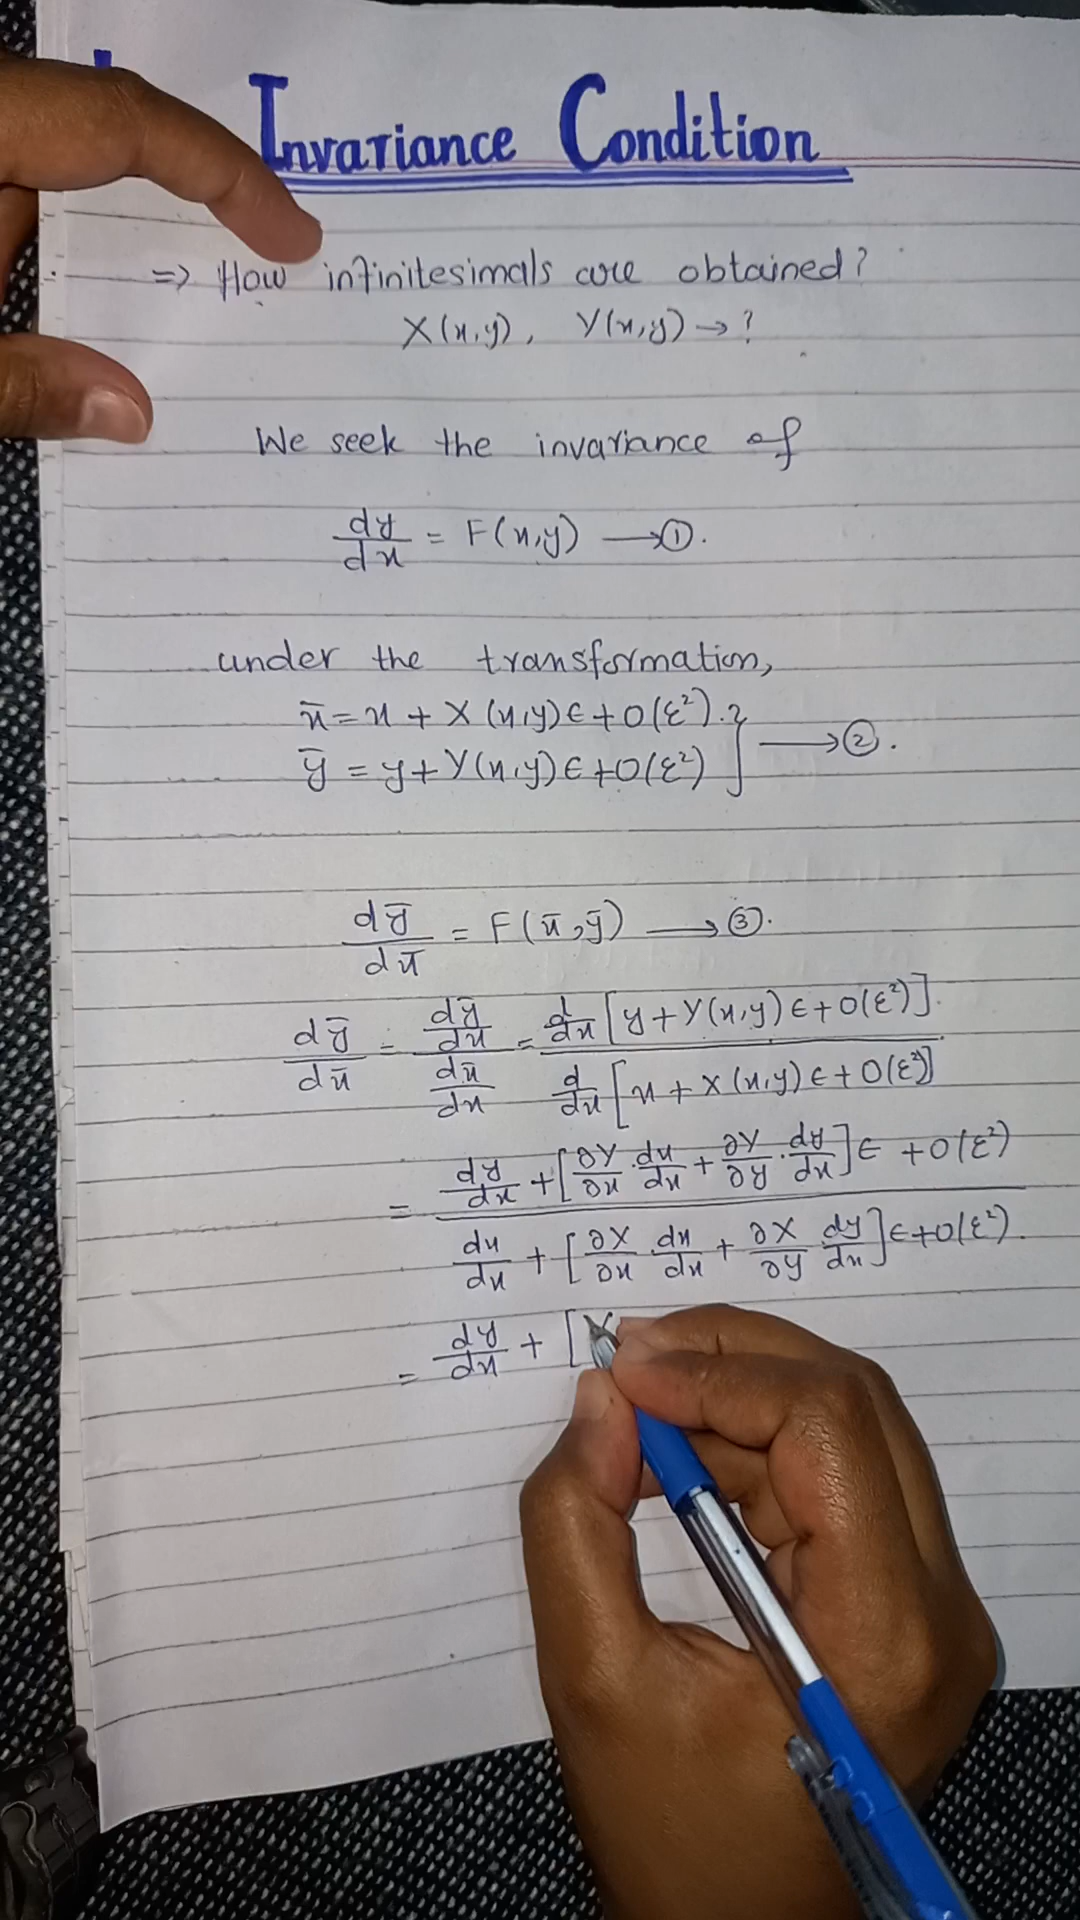 Invariance Condition
=> How infinitesimals are obtained?
X(x,y), Y(x,y) → ?
We seek the invariance of
dy/dx = F(x,y) → ①.
under the transformation,
x̄ = x + X(x,y)ϵ + O(ε²).
ȳ = y + Y(x,y)ϵ + O(ε²) } → ②.
dȳ/dx̄ = F(x̄,ȳ) → ③.
dȳ/dx̄ = (dȳ/dx)/(dx̄/dx) = (d/dx [y + Y(x,y)ϵ + O(ε²)].)/(d/dx [x + X(x,y)ϵ + O(ε²)])
= (dy/dx + [∂Y/∂x · dx/dx + ∂Y/∂y · dy/dx]ϵ + O(ε²))/(dx/dx + [∂X/∂x dx/dx + ∂X/∂y dy/dx]ϵ + O(ε²).)
= dy/dx + [Y